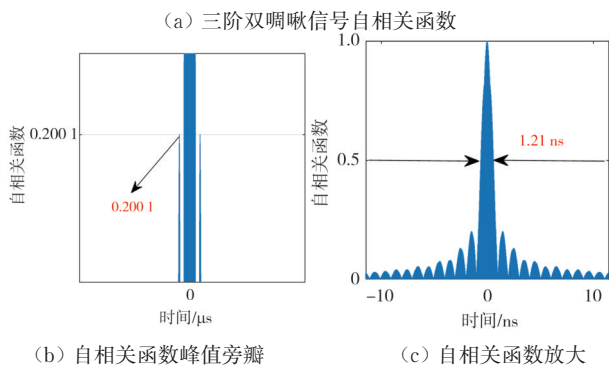 (a) 三阶双啁啾信号自相关函数
自相关函数
0.200 1
0.200 1
0
时间/μs
(b) 自相关函数峰值旁瓣
自相关函数
1.0
0.5
0
1.21 ns
−10
0
10
时间/ns
(c) 自相关函数放大